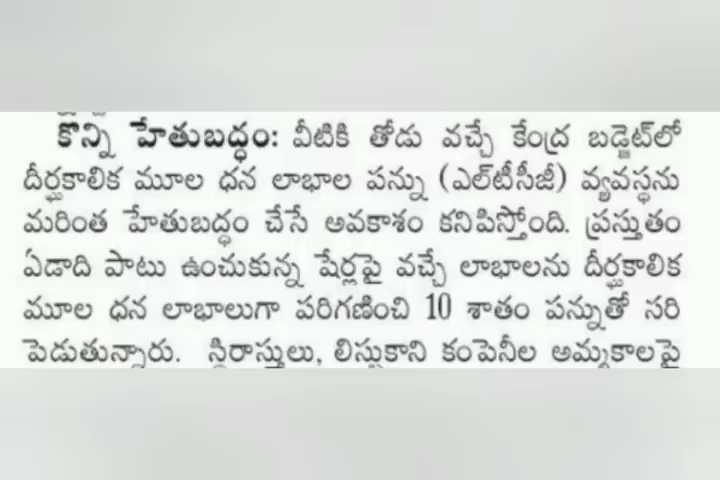 కొన్ని హేతుబద్ధం: వీటికి తోడు వచ్చే కేంద్ర బడ్జెట్‌లో
దీర్ఘకాలిక మూల ధన లాభాల పన్ను (ఎల్‌టీసీజీ) వ్యవస్థను
మరింత హేతుబద్ధం చేసే అవకాశం కనిపిస్తోంది. ప్రస్తుతం
ఏడాది పాటు ఉంచుకున్న షేర్లపై వచ్చే లాభాలను దీర్ఘకాలిక
మూల ధన లాభాలుగా పరిగణించి 10 శాతం పన్నుతో సరి
పెడుతున్నారు. స్థిరాస్తులు, లిస్టుకాని కంపెనీల అమ్మకాలపై